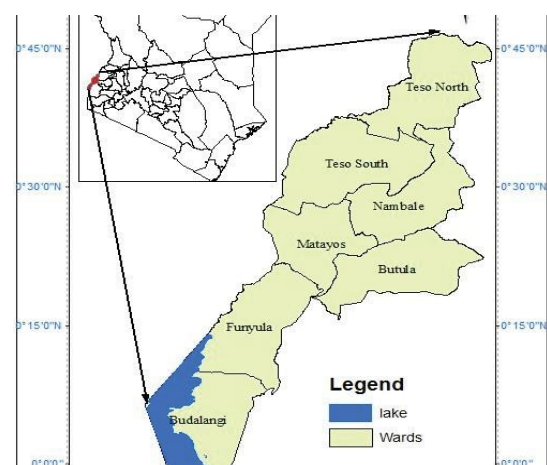 0°45'0"N
0°45'0"N
Teso North
Teso South
0°30'0"N
0°30'0"N
Nambale
Matayos
Butula
0°15'0"N
0°15'0"N
Funyula
Legend
lake
Budalangi
Wards
0°0'0"
0°0'0"